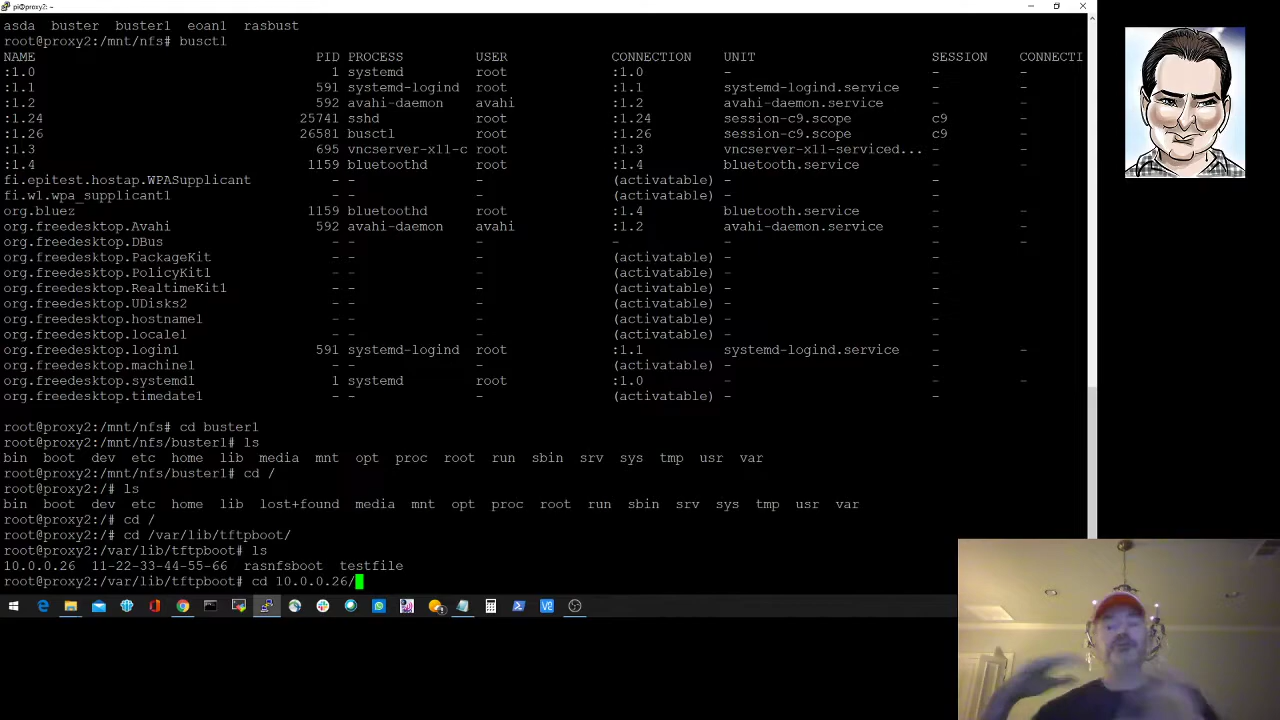 pi@proxy2: ~
asda buster buster1 eoan1 rasbust
root@proxy2:/mnt/nfs# busctl
NAME PID PROCESS USER CONNECTION UNIT SESSION CONNECTI
:1.0 1 systemd root :1.0 - - -
:1.1 591 systemd-logind root :1.1 systemd-logind.service - -
:1.2 592 avahi-daemon avahi :1.2 avahi-daemon.service - -
:1.24 25741 sshd root :1.24 session-c9.scope c9 -
:1.26 26581 busctl root :1.26 session-c9.scope c9 -
:1.3 695 vncserver-x11-c root :1.3 vncserver-x11-serviced... - -
:1.4 1159 bluetoothd root :1.4 bluetooth.service - -
fi.epitest.hostap.WPASupplicant - - - (activatable) - -
fi.w1.wpa_supplicant1 - - - (activatable) - -
org.bluez 1159 bluetoothd root :1.4 bluetooth.service - -
org.freedesktop.Avahi 592 avahi-daemon avahi :1.2 avahi-daemon.service - -
org.freedesktop.DBus - - - - - - -
org.freedesktop.PackageKit - - - (activatable) - -
org.freedesktop.PolicyKit1 - - - (activatable) - -
org.freedesktop.RealtimeKit1 - - - (activatable) - -
org.freedesktop.UDisks2 - - - (activatable) - -
org.freedesktop.hostname1 - - - (activatable) - -
org.freedesktop.locale1 - - - (activatable) - -
org.freedesktop.login1 591 systemd-logind root :1.1 systemd-logind.service - -
org.freedesktop.machine1 - - - (activatable) - -
org.freedesktop.systemd1 1 systemd root :1.0 - - -
org.freedesktop.timedate1 - - - (activatable) - -
root@proxy2:/mnt/nfs# cd buster1
root@proxy2:/mnt/nfs/buster1# ls
bin boot dev etc home lib media mnt opt proc root run sbin srv sys tmp usr var
root@proxy2:/mnt/nfs/buster1# cd /
root@proxy2:/# ls
bin boot dev etc home lib lost+found media mnt opt proc root run sbin srv sys tmp usr var
root@proxy2:/# cd /
root@proxy2:/# cd /var/lib/tftpboot/
root@proxy2:/var/lib/tftpboot# ls
10.0.0.26 11-22-33-44-55-66 rasnfsboot testfile
root@proxy2:/var/lib/tftpboot# cd 10.0.0.26/